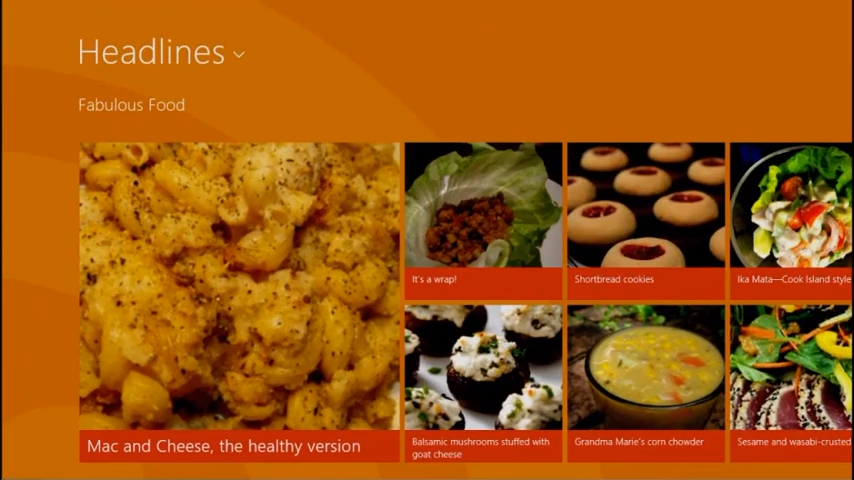 Headlines
Fabulous Food
It's a wrap!
Shortbread cookies
Ika Mata—Cook Island style
Mac and Cheese, the healthy version
Balsamic mushrooms stuffed with
goat cheese
Grandma Marie's corn chowder
Sesame and wasabi-crusted